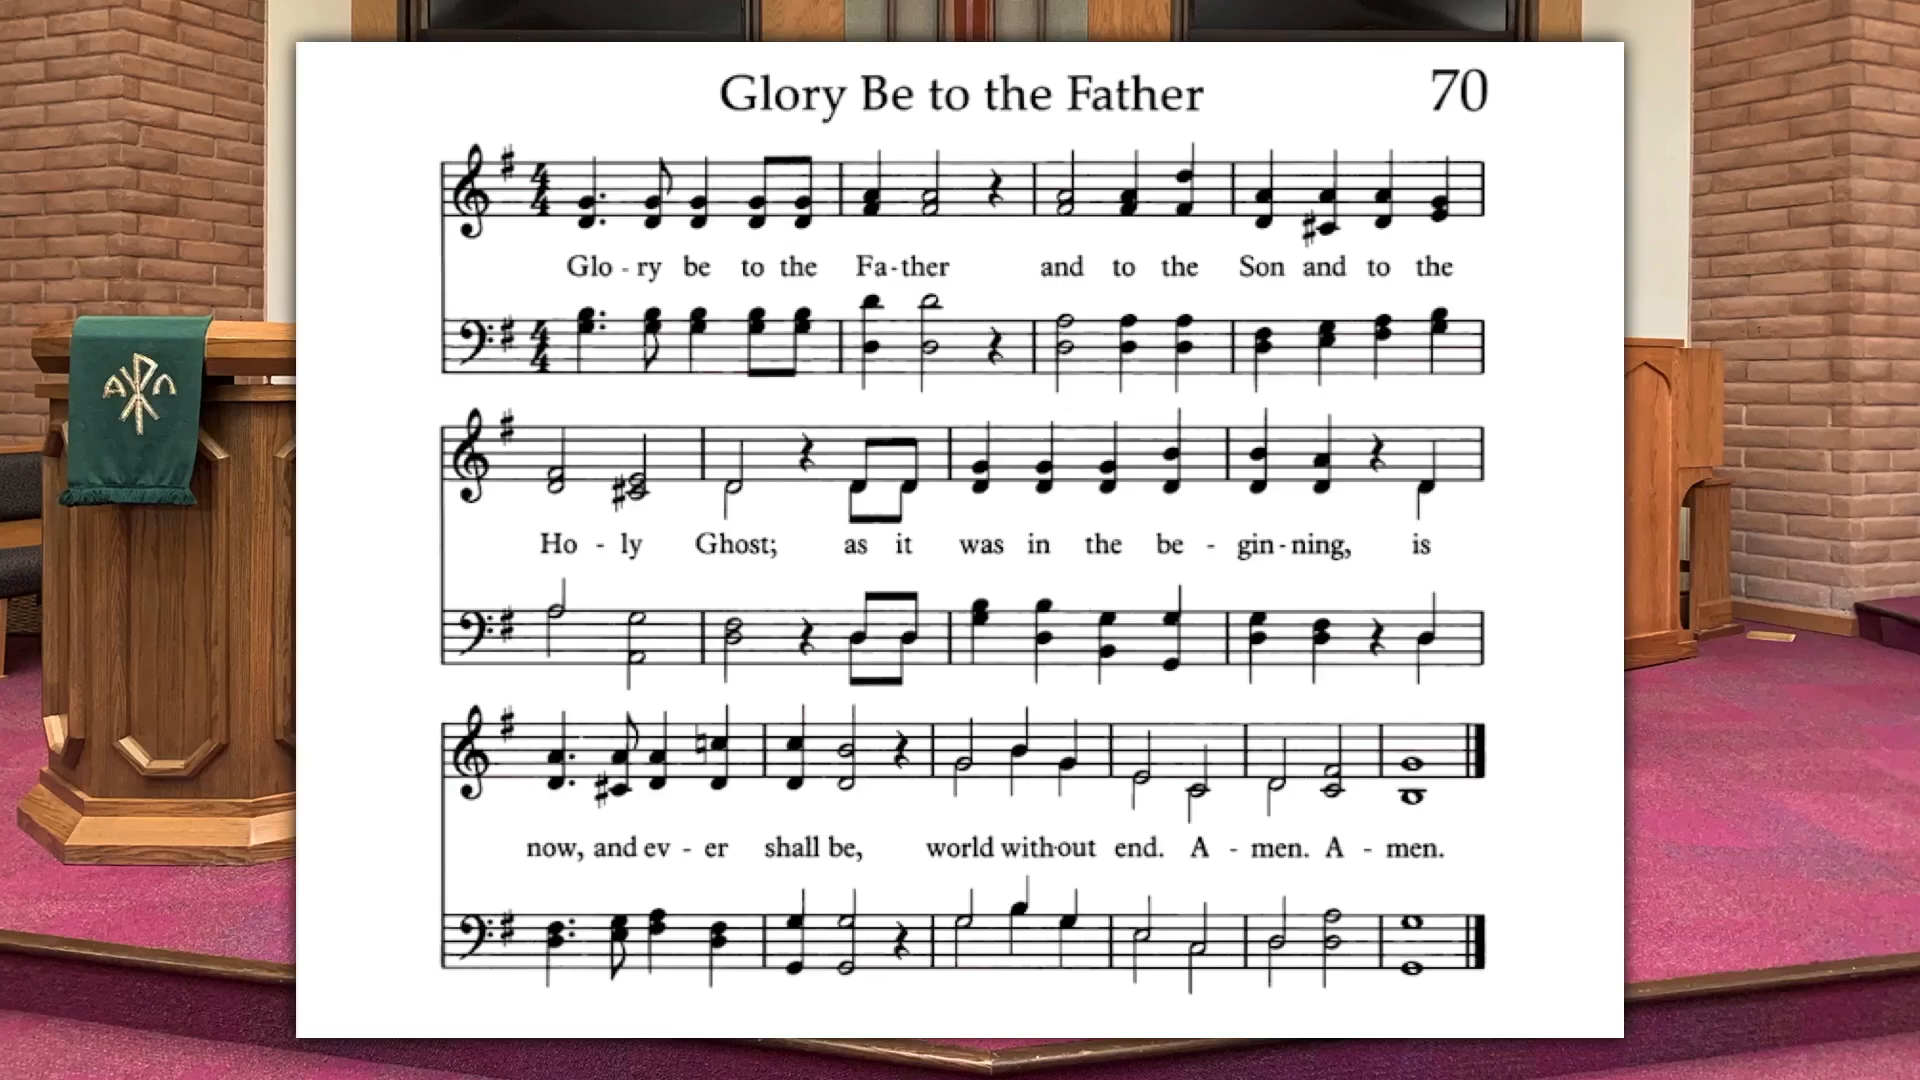 Glory Be to the Father 70
Glo - ry be to the Fa - ther and to the Son and to the
Ho - ly Ghost; as it was in the be - gin - ning, is
now, and ev - er shall be, world with-out end. A - men. A - men.